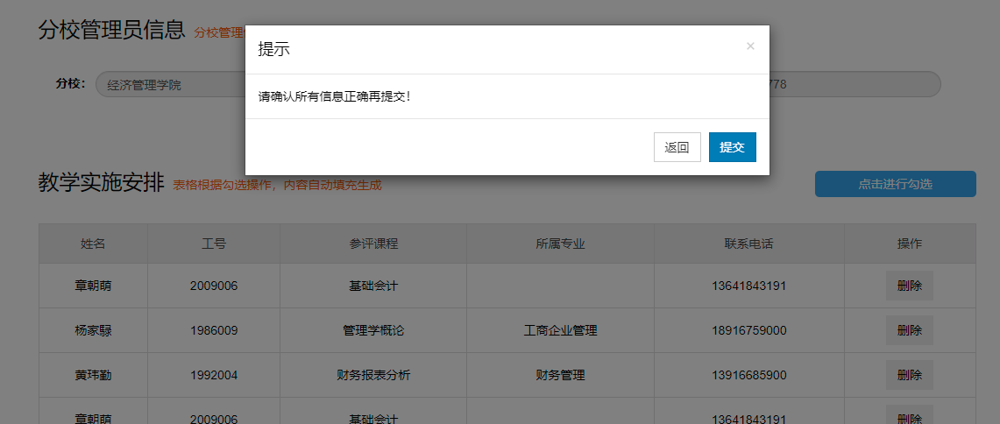 分校管理员信息 分校管理
提示 ×
分校： 经济管理学院 778
请确认所有信息正确再提交！
返回 提交
教学实施安排 表格根据勾选操作，内容自动填充生成 点击进行勾选
姓名 工号 参评课程 所属专业 联系电话 操作
章朝萌 2009006 基础会计 13641843191 删除
杨家騄 1986009 管理学概论 工商企业管理 18916759000 删除
黄玮勤 1992004 财务报表分析 财务管理 13916685900 删除
章朝萌 2009006 基础会计 13641843191 删除